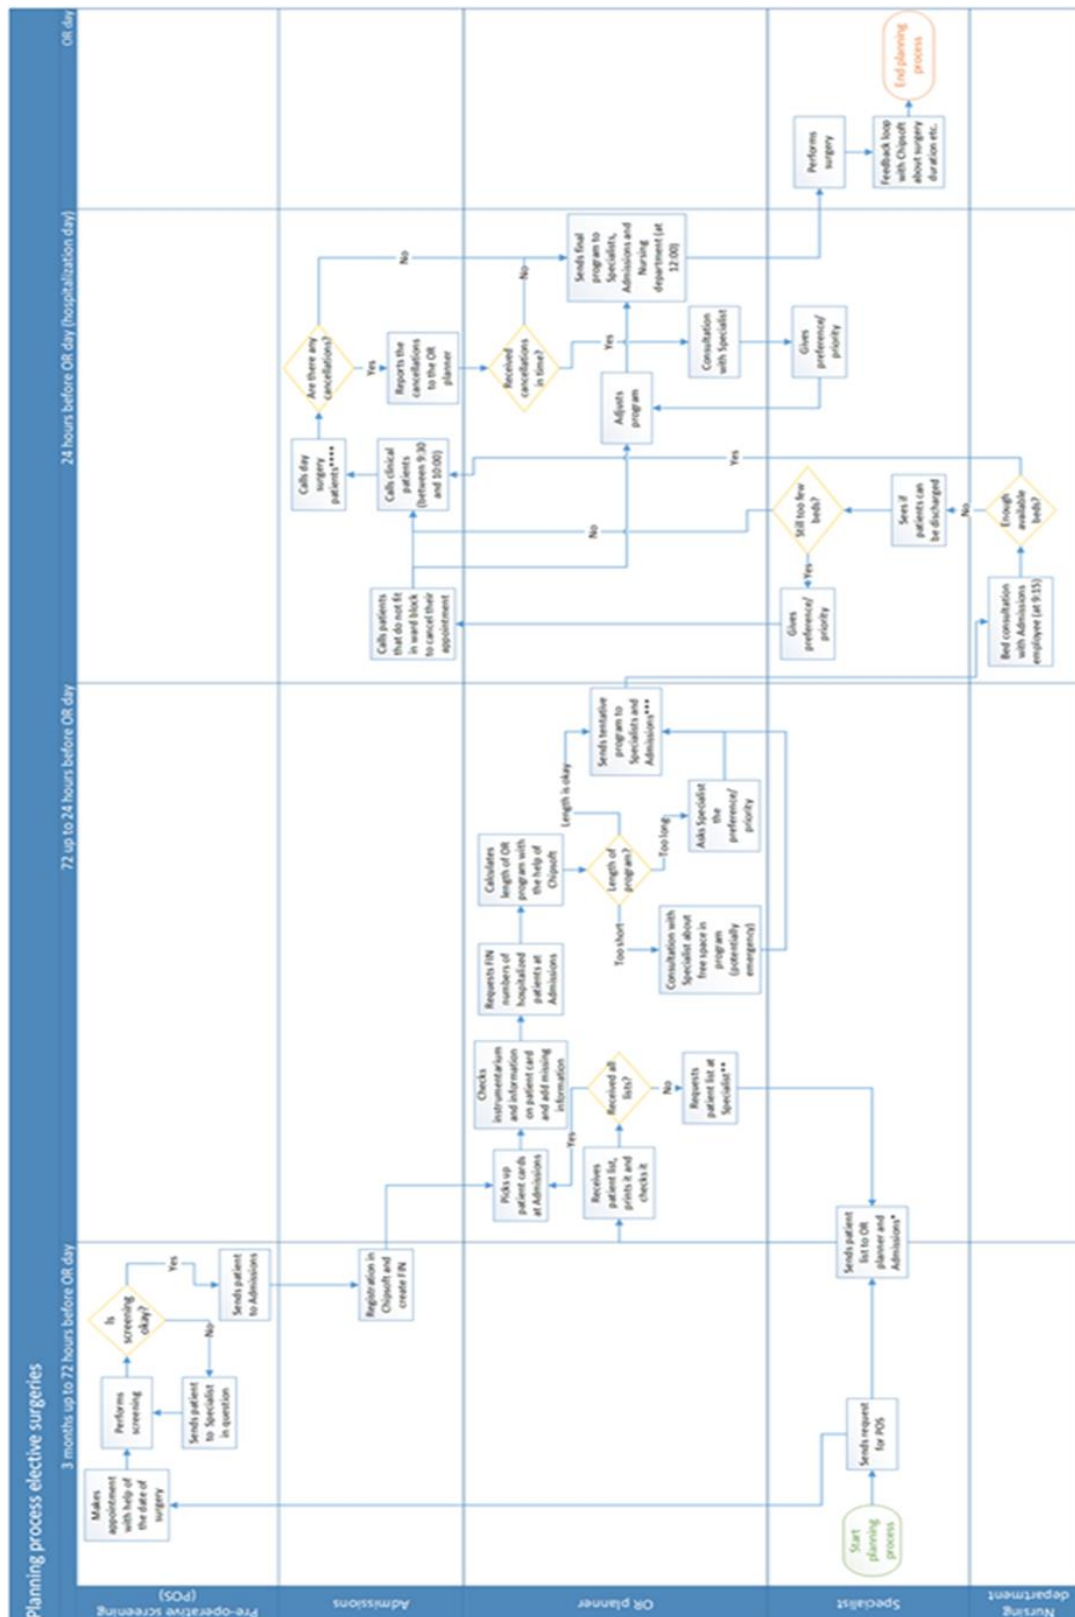 Planning process elective surgeries
3 months up to 72 hours before OR day
72 up to 24 hours before OR day
24 hours before OR day (hospitalization day)
OR day
Pre-operative screening
(POS)
Makes
appointment
with help of
the date of
surgery
Performs
screening
Is
screening
okay?
Yes
No
Sends patient
to Specialist
in question
Sends patient
to Admissions
Admissions
Registration in
Chipsoft and
create FIN
Calls patients
that do not fit
in ward block
to cancel their
appointment
Calls day
surgery
patients****
Calls clinical
patients
(between 9:30
and 10:00)
Are there any
cancellations?
Yes
No
Reports the
cancellations
to the OR
planner
OR planner
Picks up
patient cards
at Admissions
Checks
instrumentarium
and information
on patient card
and add missing
information
Requests FIN
numbers of
hospitalized
patients at
Admissions
Calculates
length of OR
program with
the help of
Chipsoft
Receives
patient list,
prints it and
checks it
Received all
lists?
Yes
No
Requests
patient list at
Specialist**
Length of
program?
Length is okay
Too short
Too long
Consultation with
Specialist about
free space in
program
(potentially
emergency)
Asks Specialist
the
preference/
priority
Sends tentative
program to
Specialists and
Admissions***
Received
cancellations
in time?
No
Yes
Adjusts
program
Sends final
program to
Specialists,
Admissions and
Nursing
department (at
12:00)
Consultation
with Specialist
Specialist
Start
planning
process
Sends request
for POS
Sends patient
list to OR
planner and
Admissions*
Gives
preference/
priority
Still too few
beds?
Yes
No
Sees if
patients can
be discharged
Gives
preference/
priority
Performs
surgery
Feedback loop
with Chipsoft
about surgery
duration etc.
End planning
process
Nursing
department
Bed consultation
with Admissions
employee (at 9:15)
Enough
available
beds?
No
Yes